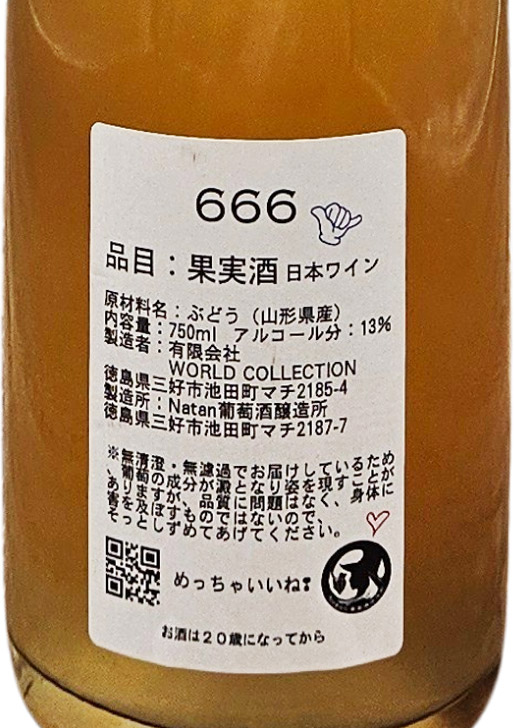 666
品目：果実酒 日本ワイン
原材料名：ぶどう（山形県産）
内容量：750ml アルコール分：13%
製造者：有限会社
WORLD COLLECTION
徳島県三好市池田町マチ2185-4
製造所：Natan葡萄酒醸造所
徳島県三好市池田町マチ2187-7
※無清澄・無濾過でお届けしているため
、葡萄の成分が澱となり姿を現すことが
ありますが、品質に問題はなく、身体に
害を及ぼすものではないので、
そっとしずめてあげてください。
めっちゃいいね!
お酒は20歳になってから